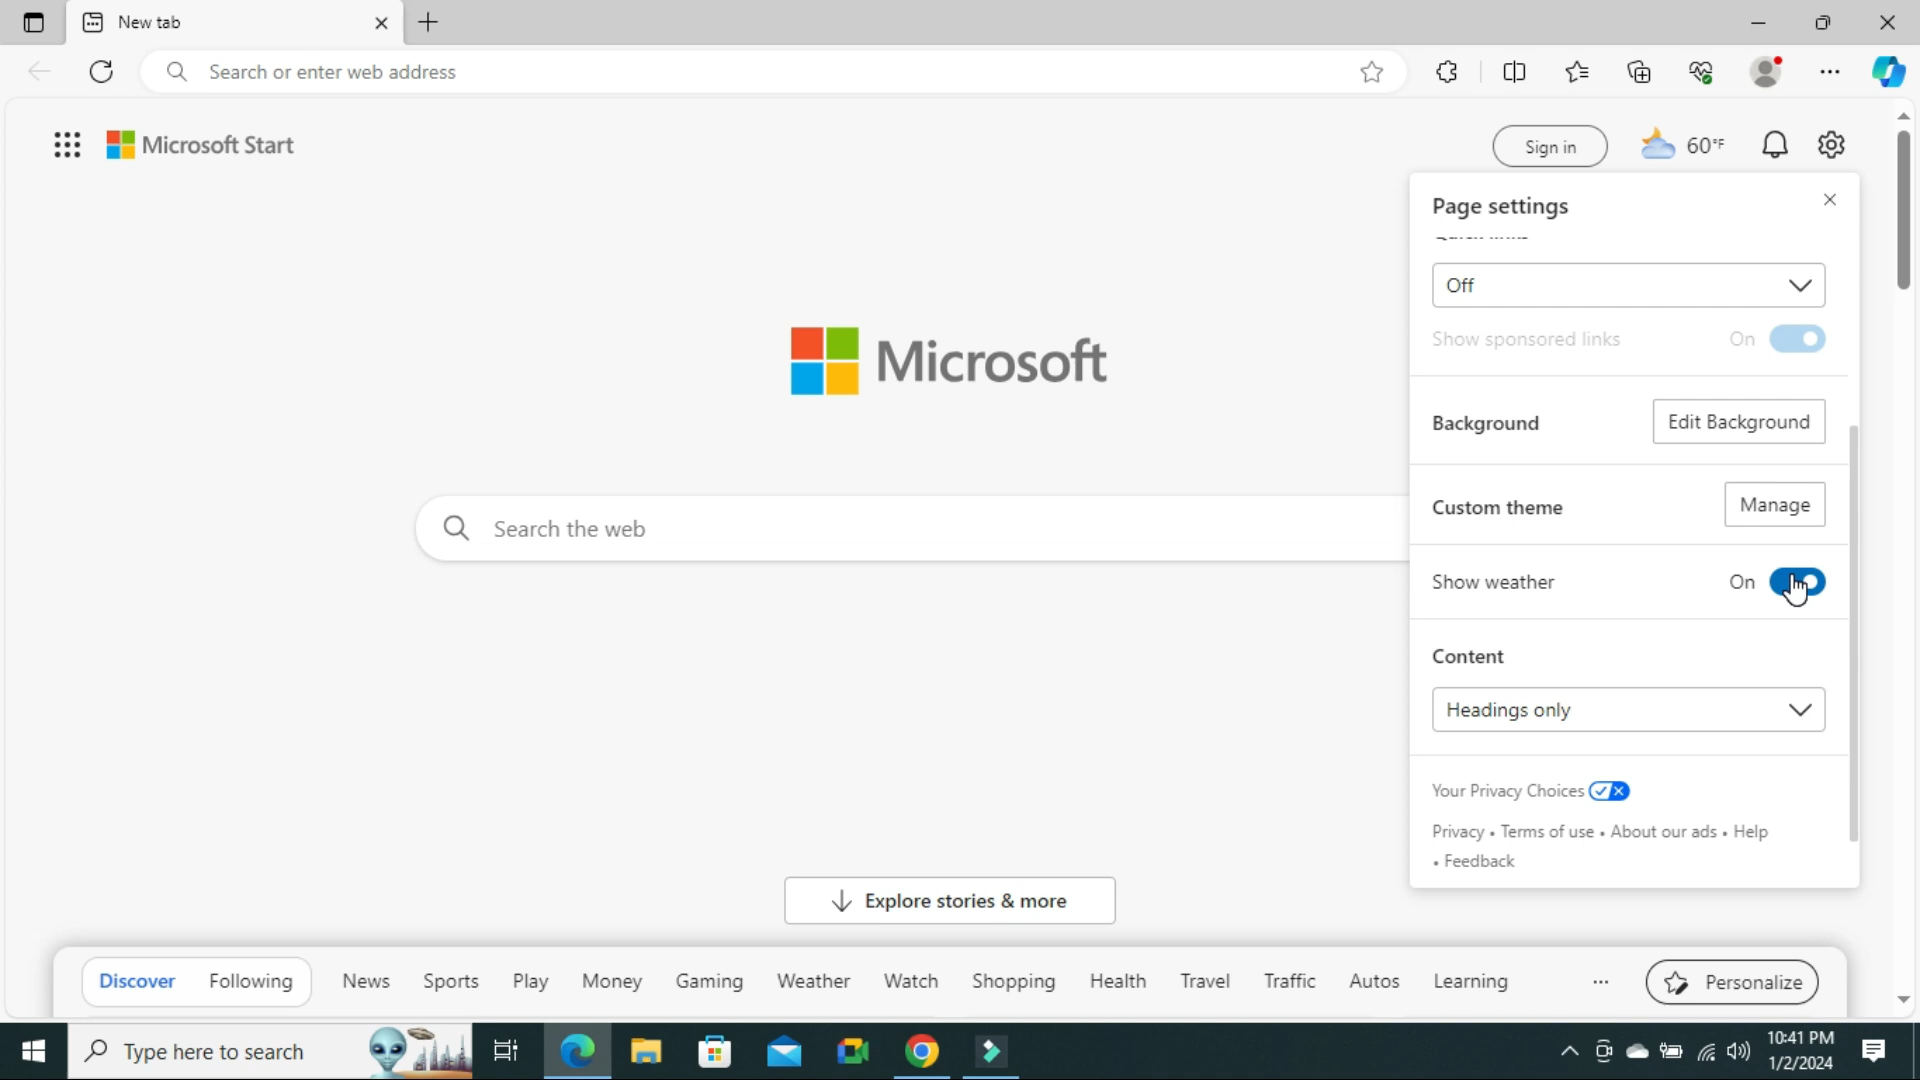 New tab
Search or enter web address
Microsoft Start
Sign in
60°F
Page settings
Off
Show sponsored links On
Microsoft
Background Edit Background
Custom theme Manage
Search the web
Show weather On
Content
Headings only
Your Privacy Choices
Privacy • Terms of use • About our ads • Help
• Feedback
Explore stories & more
Discover Following News Sports Play Money Gaming Weather Watch Shopping Health Travel Traffic Autos Learning ... Personalize
Type here to search
10:41 PM
1/2/2024